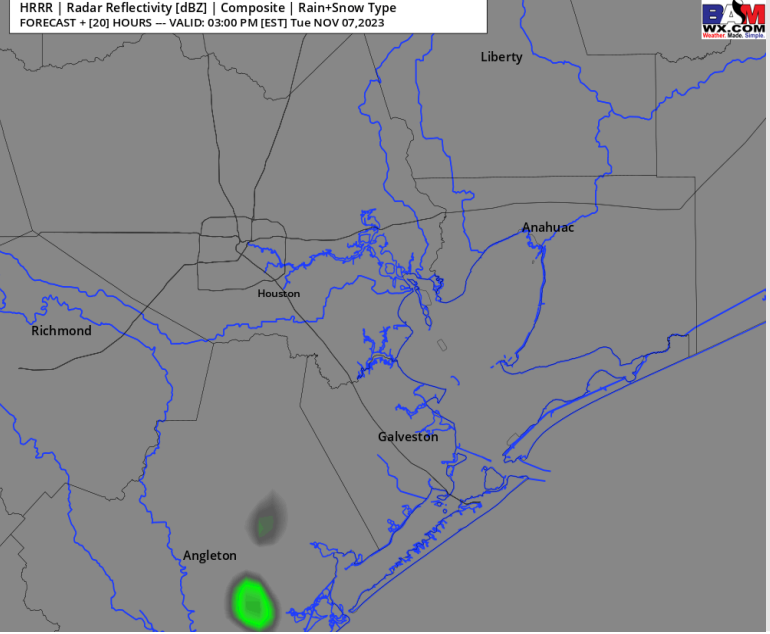 HRRR | Radar Reflectivity [dBZ] | Composite | Rain+Snow Type
FORECAST + [20] HOURS --- VALID: 03:00 PM [EST] Tue NOV 07,2023
BAM
WX.COM
Weather. Made. Simple.
Liberty
Anahuac
Houston
Richmond
Galveston
Angleton